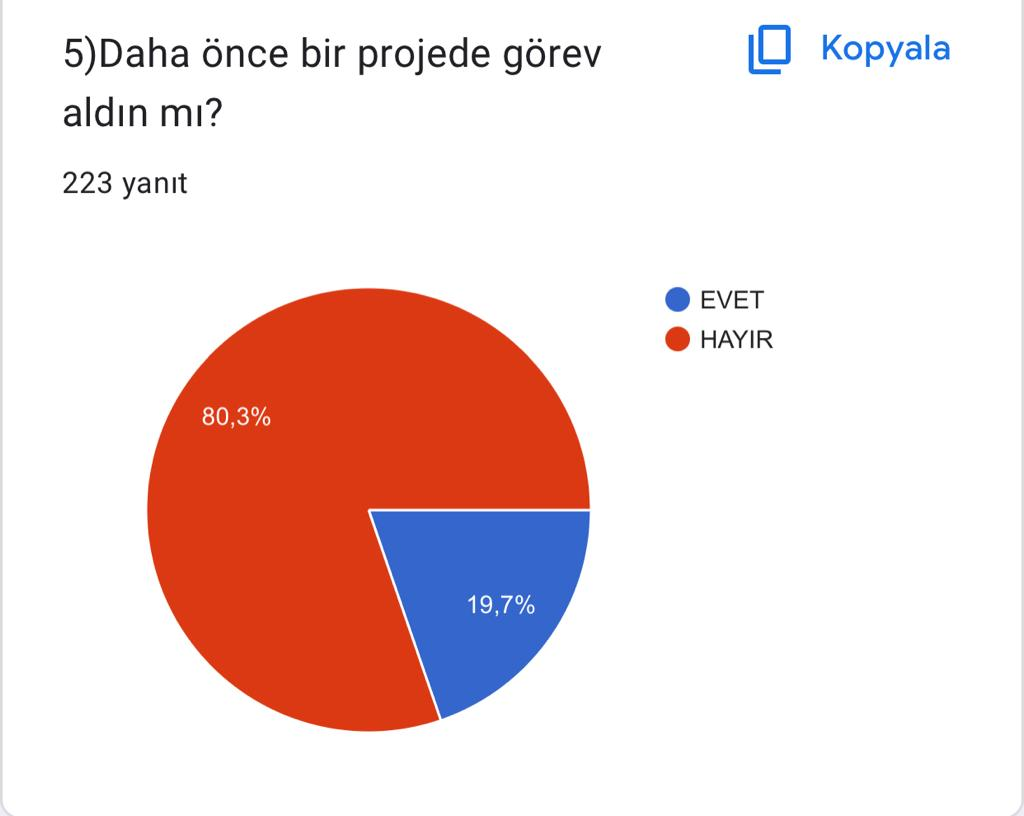 5)Daha önce bir projede görev
aldın mı?
Kopyala
223 yanıt
EVET
HAYIR
80,3%
19,7%